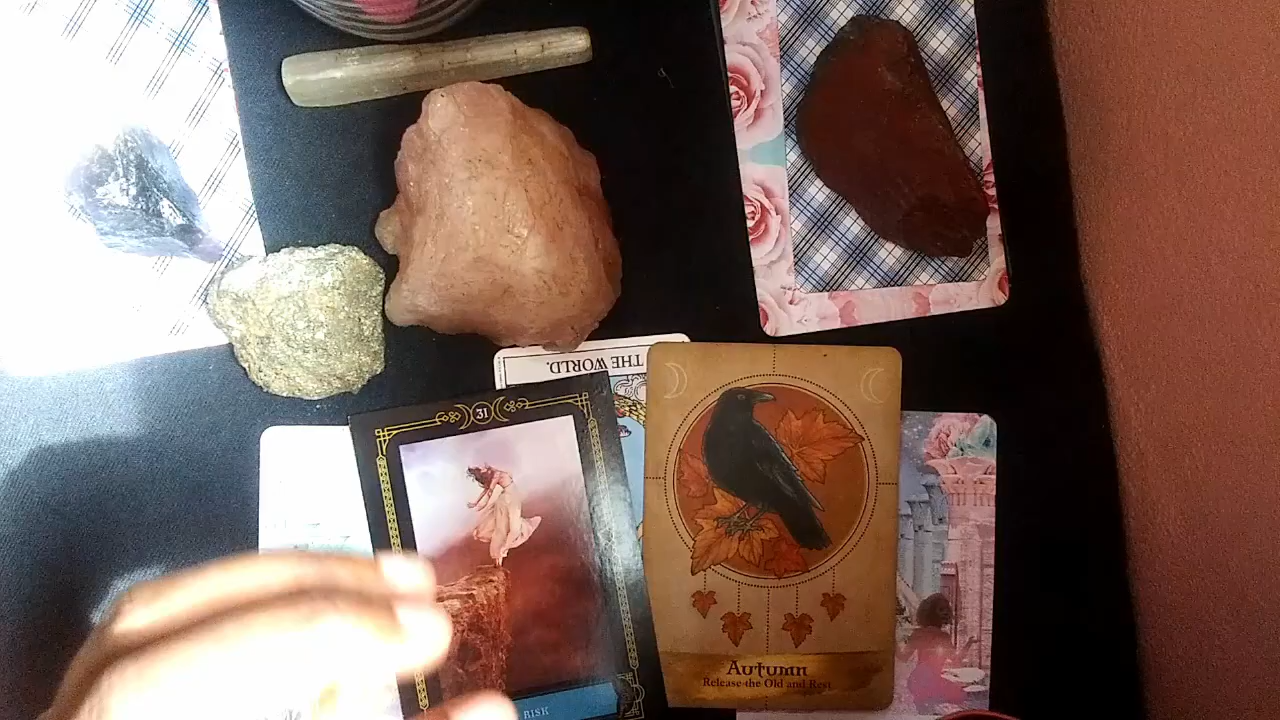 THE WORLD.
31
RISK
Autumn
Release the Old and Rest